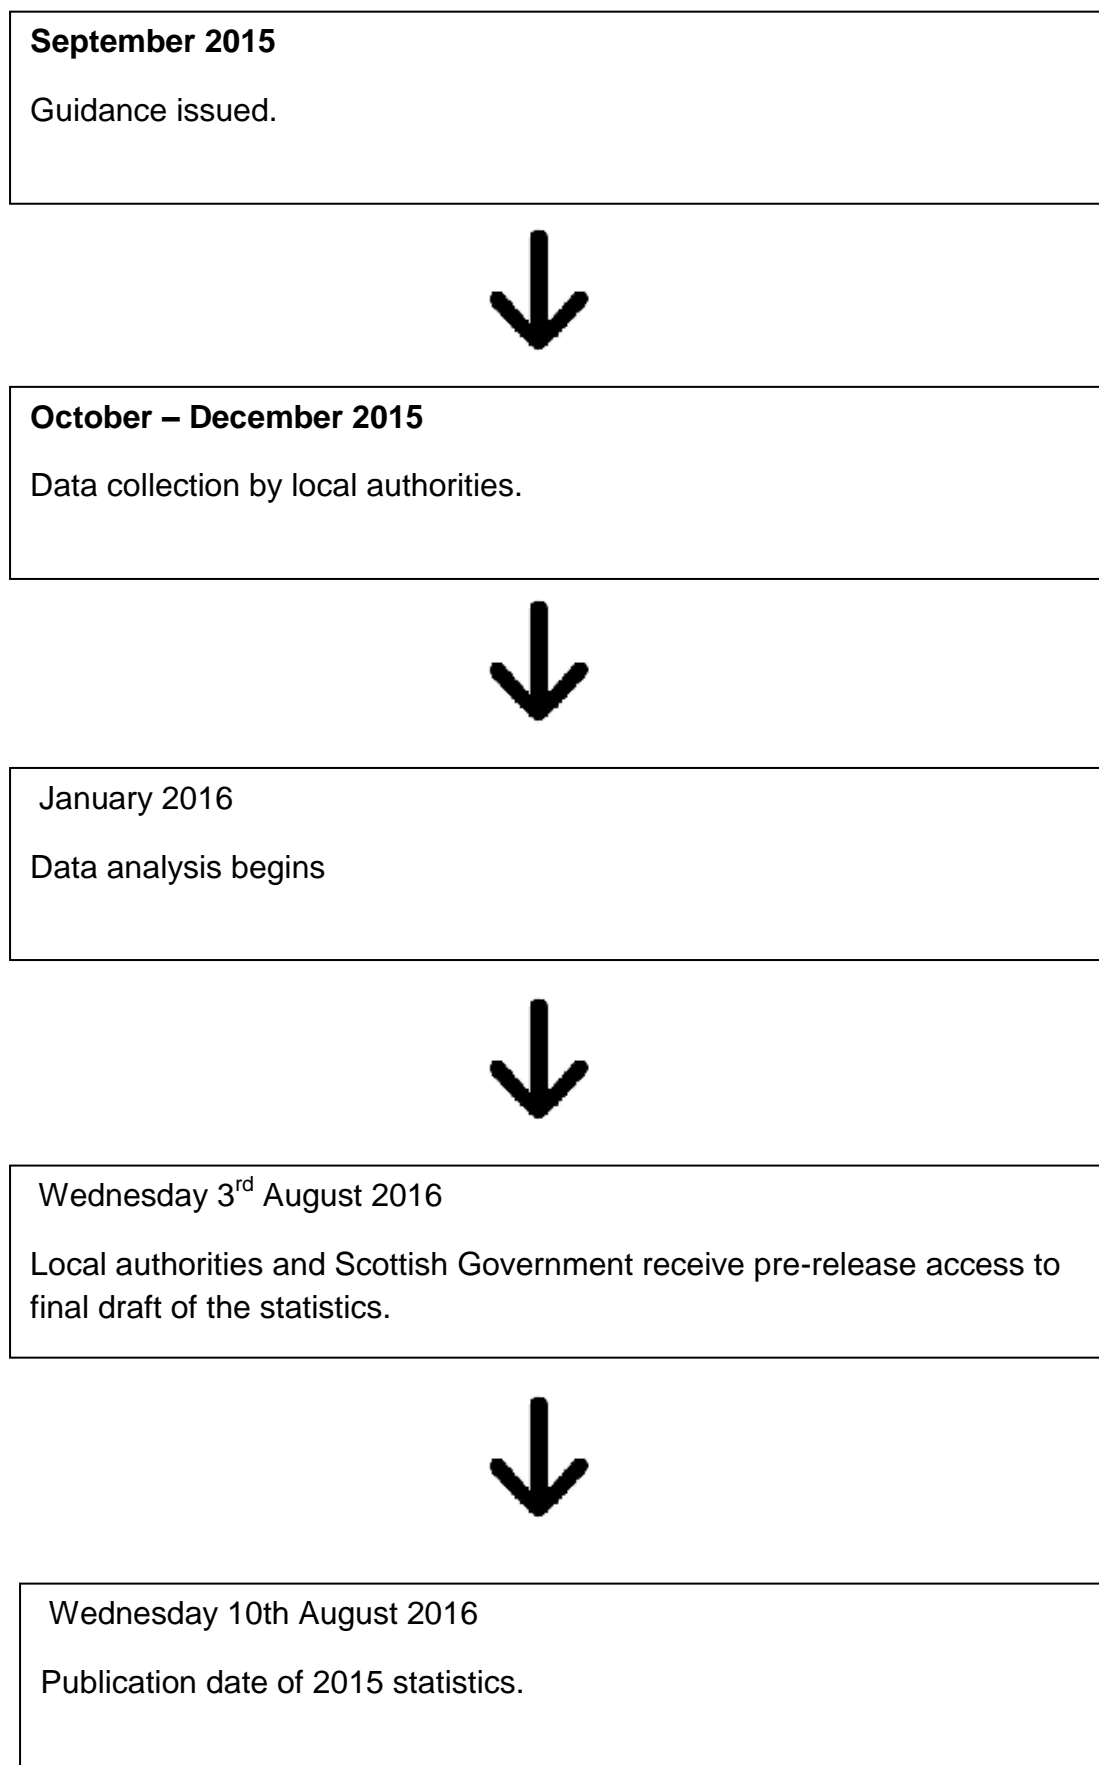 September 2015
Guidance issued.
October – December 2015
Data collection by local authorities.
January 2016
Data analysis begins
Wednesday 3rd August 2016
Local authorities and Scottish Government receive pre-release access to
final draft of the statistics.
Wednesday 10th August 2016
Publication date of 2015 statistics.